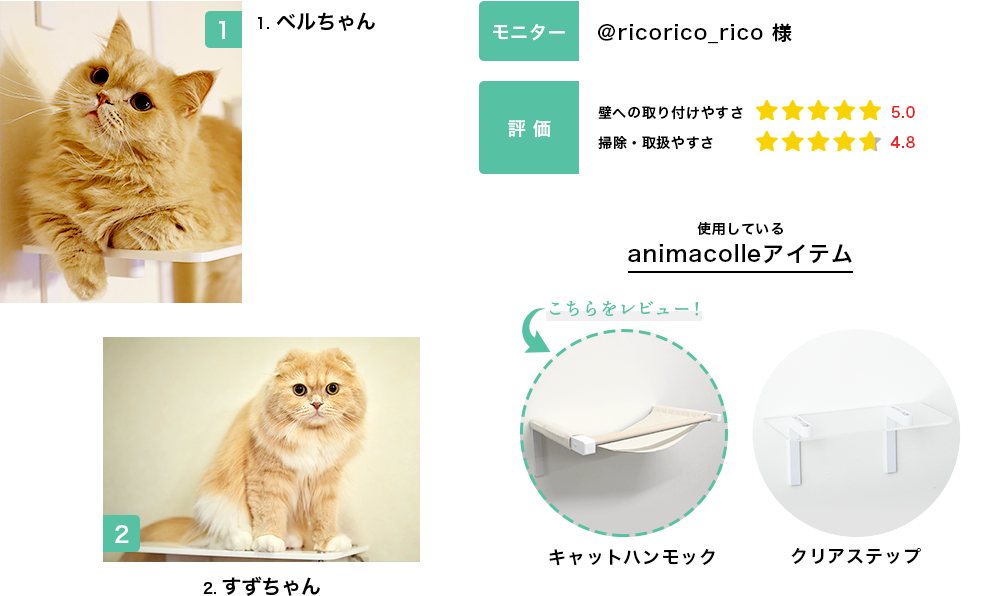 1
1. ベルちゃん
2
2. すずちゃん
モニター
@ricorico_rico 様
評価
壁への取り付けやすさ 5.0
掃除・取扱やすさ 4.8
使用している
animacolleアイテム
こちらをレビュー!
キャットハンモック
クリアステップ